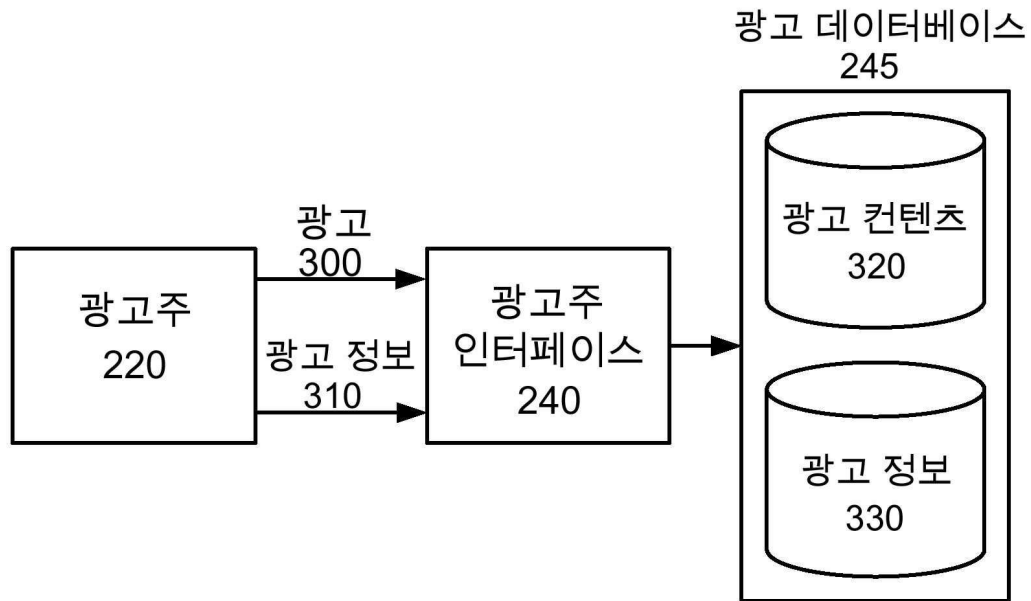 광고 데이터베이스
245
광고 컨텐츠
320
광고
300
광고주
220
광고 정보
310
광고주
인터페이스
240
광고 정보
330